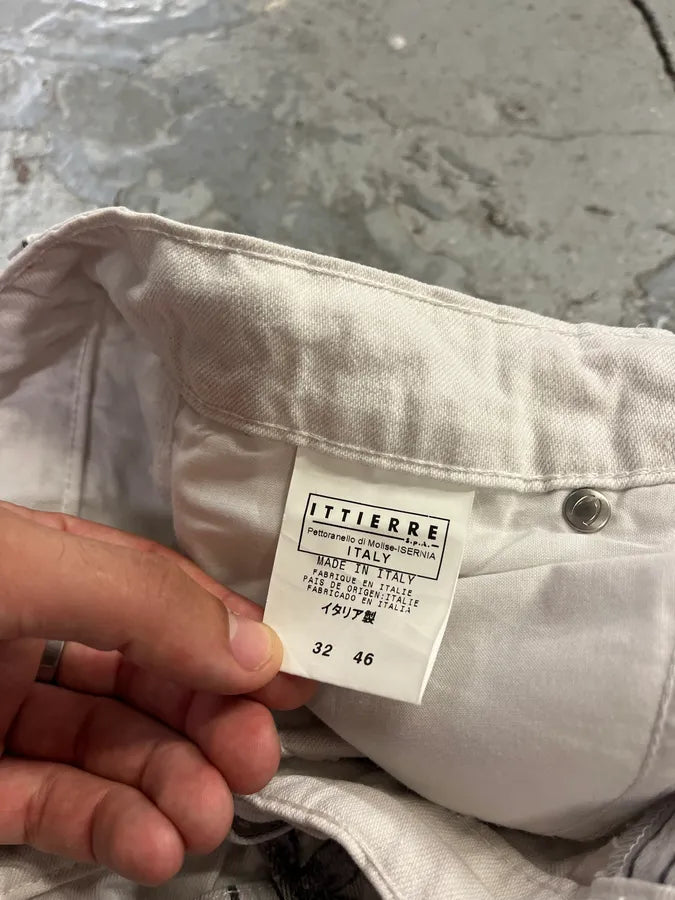 ITTIERRE
S.p.A.
Pettoranello di Molise-ISERNIA
ITALY
MADE IN ITALY
FABRIQUE EN ITALIE
PAIS DE ORIGEN:ITALIE
FABRICADO EN ITALIA
イタリア製
32 46